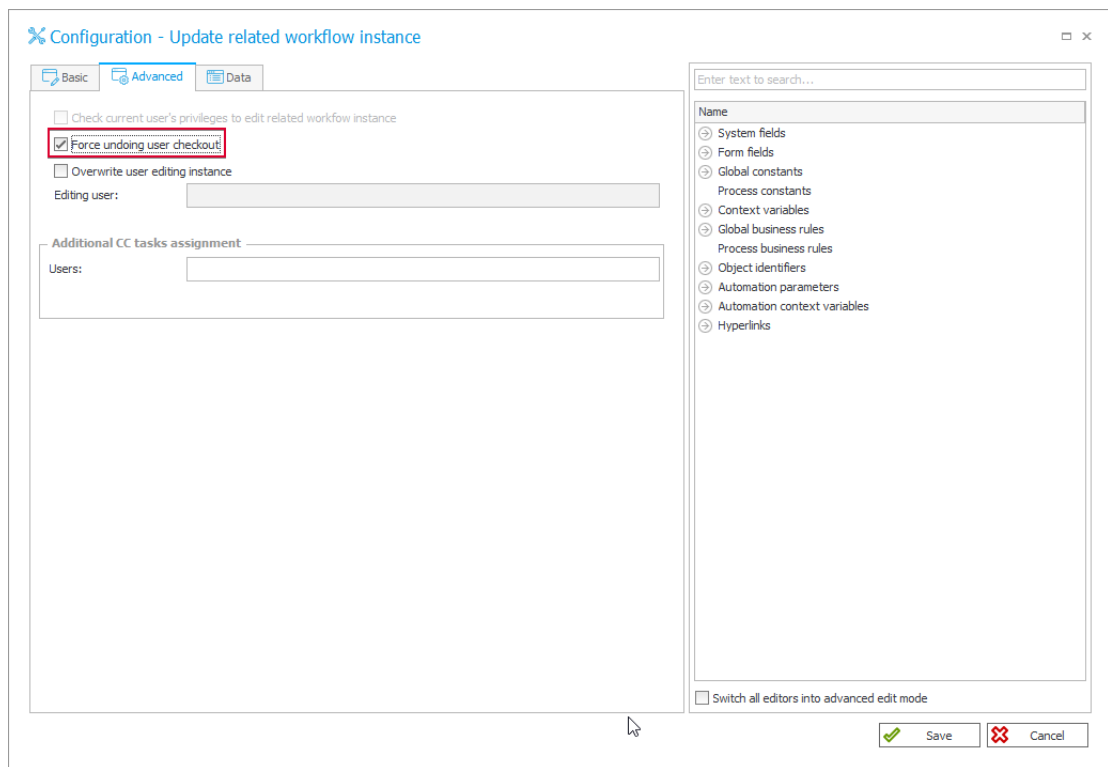 Configuration - Update related workflow instance
Basic
Advanced
Data
Check current user's privileges to edit related workfow instance
Force undoing user checkout
Overwrite user editing instance
Editing user:
Additional CC tasks assignment
Users:
Enter text to search...
Name
System fields
Form fields
Global constants
Process constants
Context variables
Global business rules
Process business rules
Object identifiers
Automation parameters
Automation context variables
Hyperlinks
Switch all editors into advanced edit mode
Save
Cancel